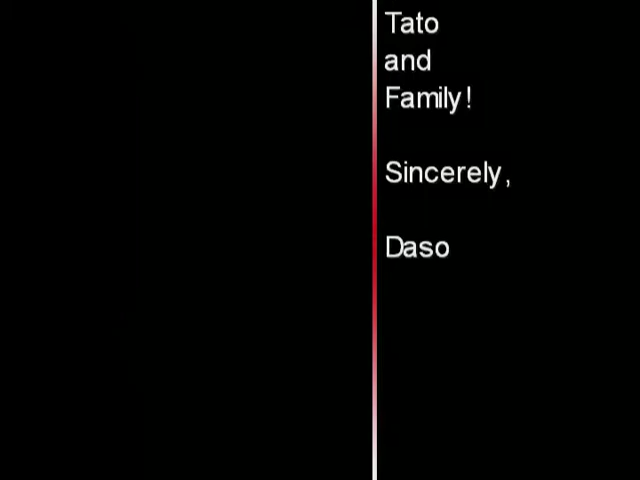 Tato
and
Family!
Sincerely,
Daso